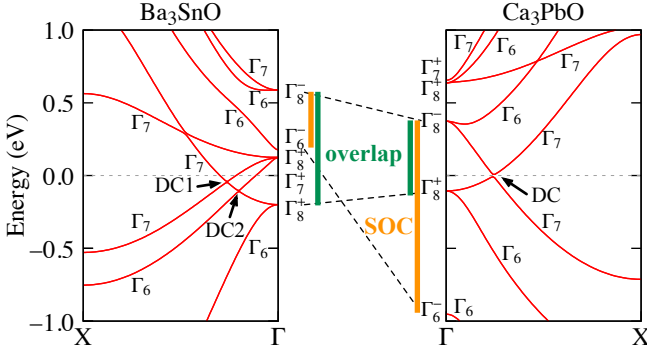 Ba₃SnO
Ca₃PbO
Energy (eV)
1.0
0.5
0.0
−0.5
−1.0
Γ₇
Γ₆
Γ₆
Γ₇
Γ₇
DC1
DC2
Γ₇
Γ₆
Γ₆
X
Γ
Γ₈⁻
Γ₆⁻
Γ₈⁺
Γ₇⁺
Γ₈⁺
overlap
SOC
Γ₇⁺
Γ₈⁺
Γ₈⁻
Γ₈⁺
Γ₆⁻
Γ₇
Γ₆
Γ₇
Γ₇
DC
Γ₇
Γ₆
Γ₆
Γ
X